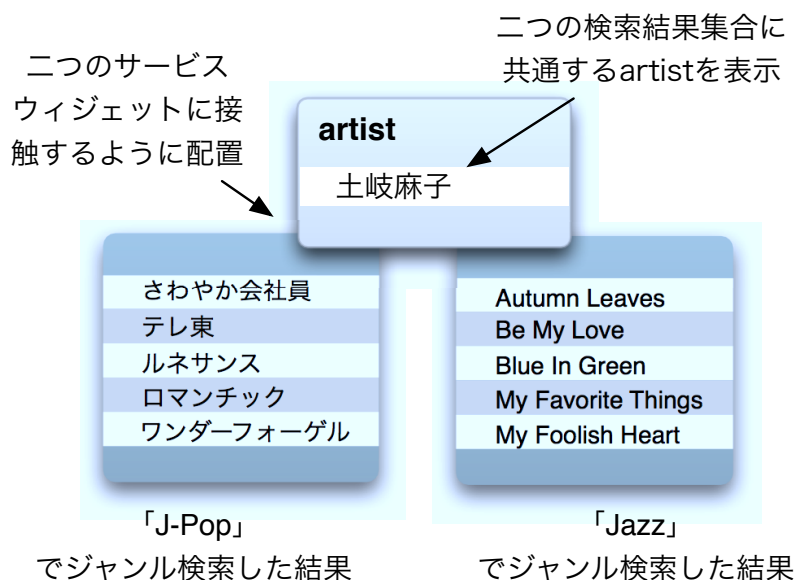 二つの検索結果集合に
共通するartistを表示
二つのサービス
ウィジェットに接
触するように配置
artist
土岐麻子
さわやか会社員
テレ東
ルネサンス
ロマンチック
ワンダーフォーゲル
Autumn Leaves
Be My Love
Blue In Green
My Favorite Things
My Foolish Heart
「J-Pop」
でジャンル検索した結果
「Jazz」
でジャンル検索した結果